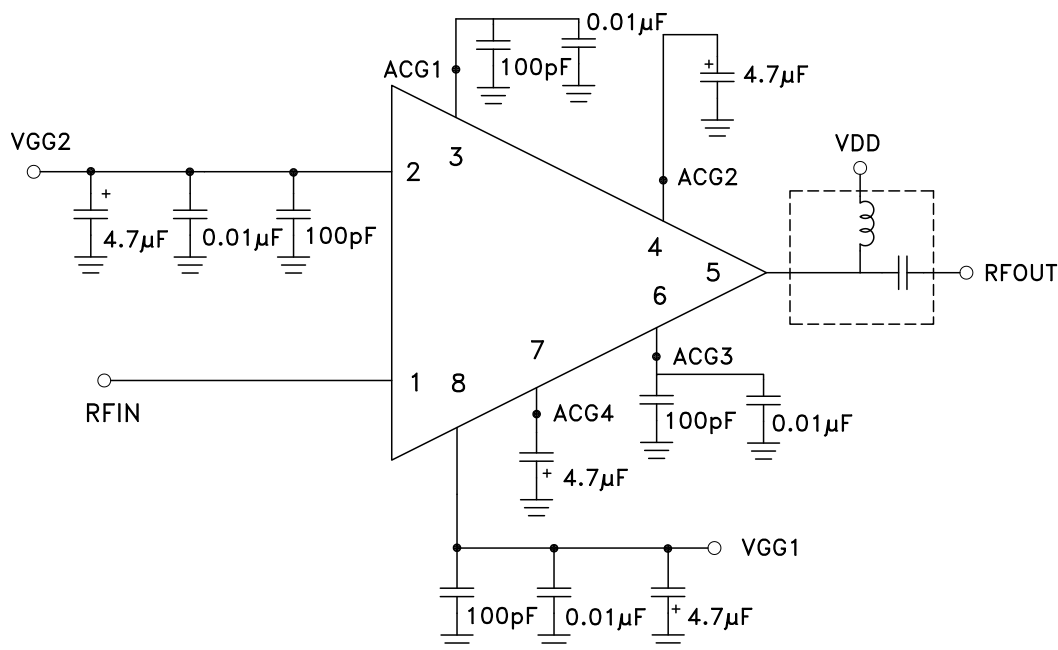 0.01µF
ACG1
100pF
4.7µF
VGG2
VDD
2
3
ACG2
4.7µF
0.01µF
100pF
4
5
RFOUT
6
7
ACG3
1
8
RFIN
ACG4
100pF
0.01µF
4.7µF
VGG1
100pF
0.01µF
4.7µF
+
+
+
+